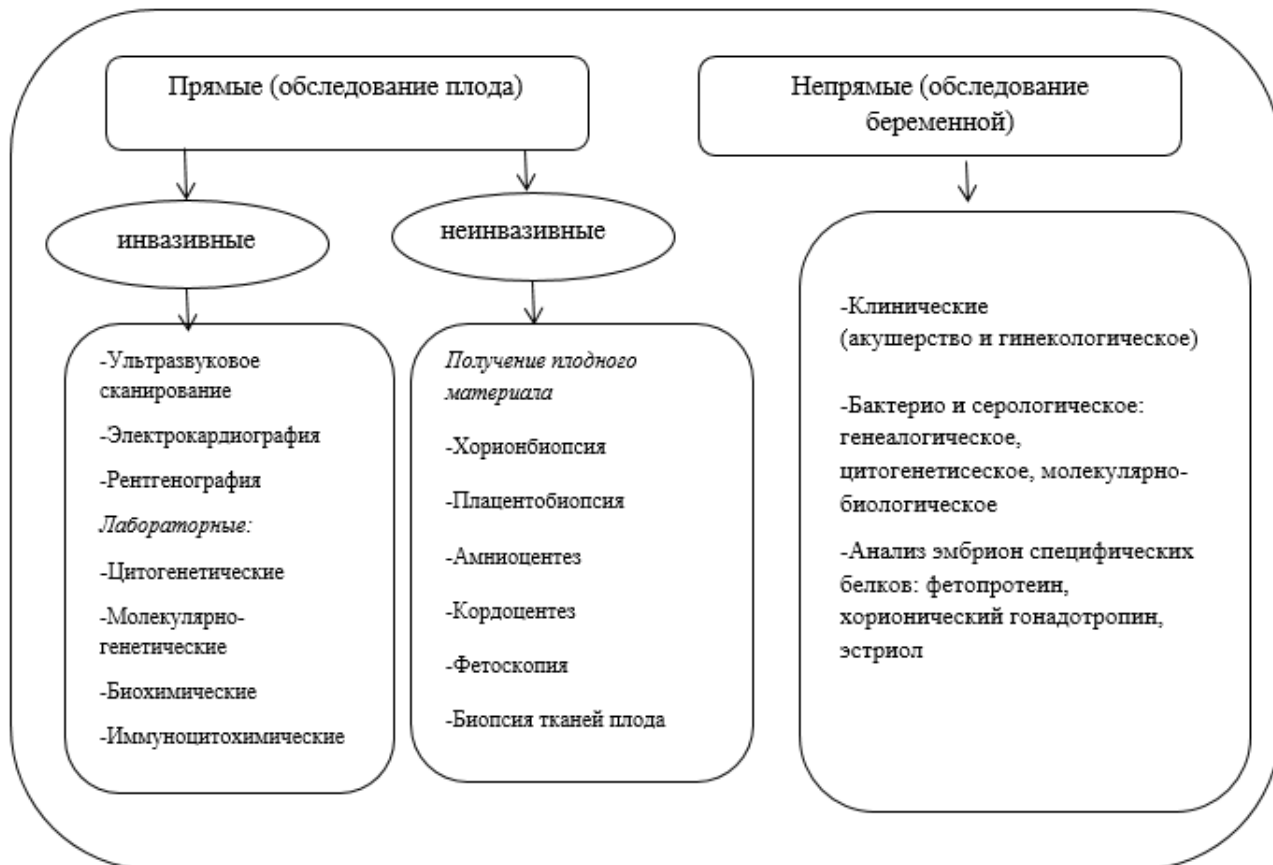 Прямые (обследование плода)
Непрямые (обследование
беременной)
инвазивные
неинвазивные
-Ультразвуковое
сканирование
-Электрокардиография
-Рентгенография
Лабораторные:
-Цитогенетические
-Молекулярно-
генетические
-Биохимические
-Иммуноцитохимические
Получение плодного
материала
-Хорионбиопсия
-Плацентобиопсия
-Амниоцентез
-Кордоцентез
-Фетоскопия
-Биопсия тканей плода
-Клинические
(акушерство и гинекологическое)
-Бактерио и серологическое:
генеалогическое,
цитогенетисеское, молекулярно-
биологическое
-Анализ эмбрион специфических
белков: фетопротеин,
хорионический гонадотропин,
эстриол